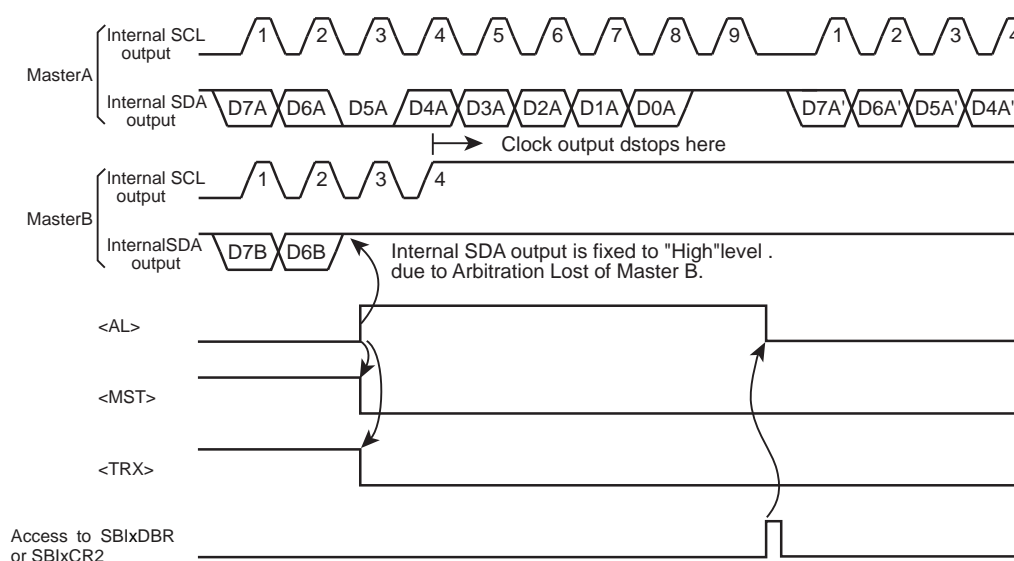 Internal SCL output
1 2 3 4 5 6 7 8 9 1 2 3 4
MasterA
Internal SDA output
D7A D6A D5A D4A D3A D2A D1A D0A D7A' D6A' D5A' D4A'
Clock output dstops here
Internal SCL output
1 2 3 4
MasterB
InternalSDA output
D7B D6B
Internal SDA output is fixed to "High"level .
due to Arbitration Lost of Master B.
<AL>
<MST>
<TRX>
Access to SBIxDBR
or SBIxCR2